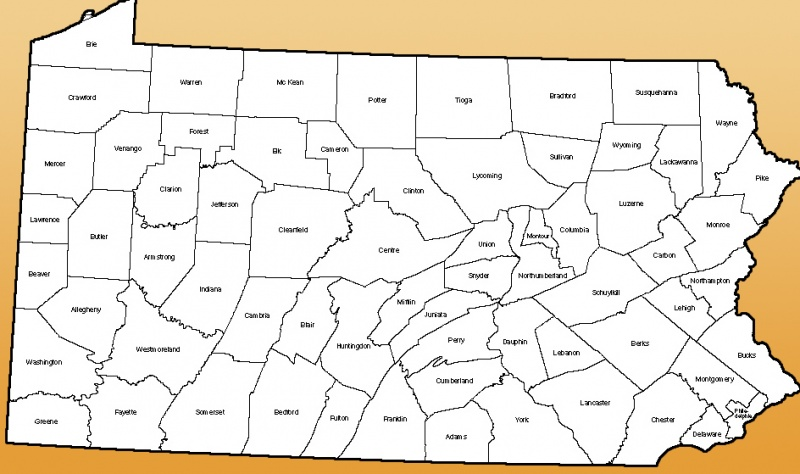 Erie
Warren
Mc Kean
Potter
Tioga
Bradford
Susquehanna
Crawford
Wayne
Forest
Venango
Elk
Cameron
Sullivan
Wyoming
Lackawanna
Mercer
Clarion
Clinton
Lycoming
Pike
Jefferson
Luzerne
Lawrence
Clearfield
Columbia
Monroe
Butler
Montour
Centre
Union
Armstrong
Carbon
Beaver
Snyder
Northumberland
Northampton
Indiana
Schuylkill
Allegheny
Mifflin
Lehigh
Cambria
Juniata
Blair
Perry
Dauphin
Berks
Huntingdon
Westmoreland
Lebanon
Bucks
Washington
Cumberland
Montgomery
Lancaster
Greene
Fayette
Somerset
Bedford
Fulton
Franklin
York
Chester
Phila-
delphia
Adams
Delaware